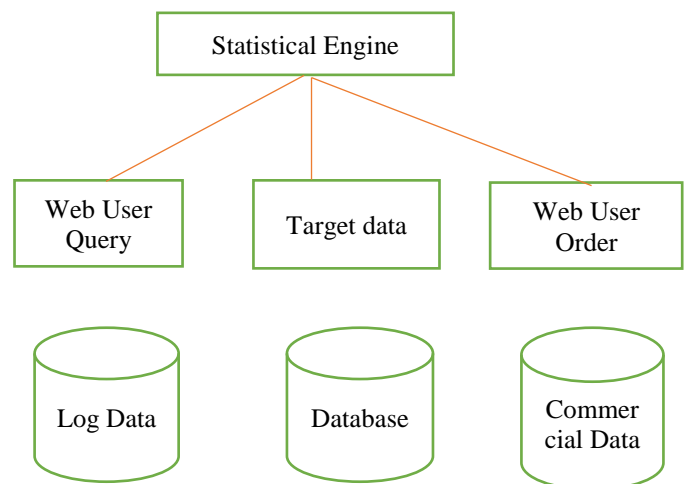 Statistical Engine
Web User
Query
Target data
Web User
Order
Log Data
Database
Commer
cial Data